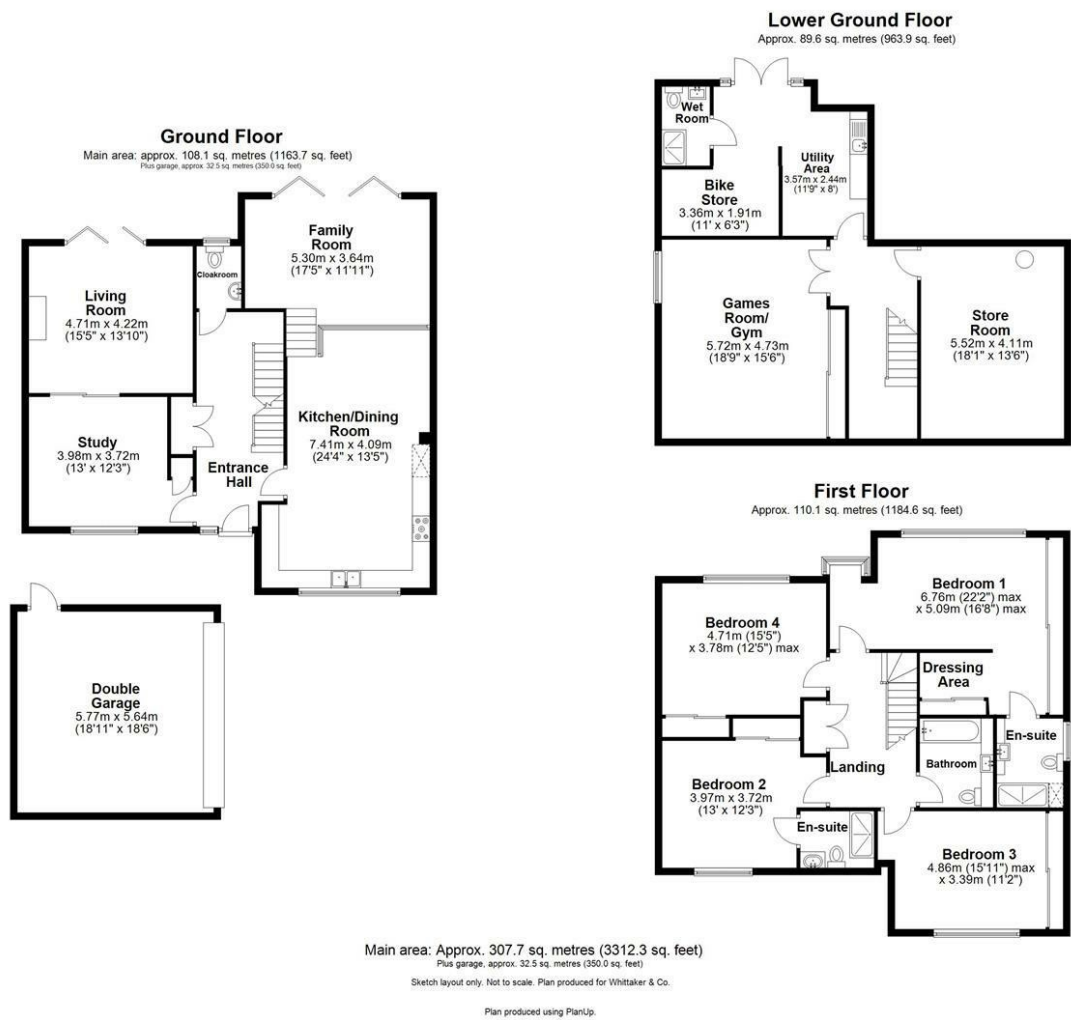 Ground Floor
Main area: approx. 108.1 sq. metres (1163.7 sq. feet)
Plus garage, approx. 32.5 sq. metres (350.0 sq. feet)
Family
Room
5.30m x 3.64m
(17'5" x 11'11")
Cloakroom
Living
Room
4.71m x 4.22m
(15'5" x 13'10")
Kitchen/Dining
Room
7.41m x 4.09m
(24'4" x 13'5")
Study
3.98m x 3.72m
(13' x 12'3")
Entrance
Hall
Double
Garage
5.77m x 5.64m
(18'11" x 18'6")
Lower Ground Floor
Approx. 89.6 sq. metres (963.9 sq. feet)
Wet
Room
Utility
Area
3.57m x 2.44m
(11'9" x 8')
Bike
Store
3.36m x 1.91m
(11' x 6'3")
Games
Room/
Gym
5.72m x 4.73m
(18'9" x 15'6")
Store
Room
5.52m x 4.11m
(18'1" x 13'6")
First Floor
Approx. 110.1 sq. metres (1184.6 sq. feet)
Bedroom 1
6.76m (22'2") max
x 5.09m (16'8") max
Bedroom 4
4.71m (15'5")
x 3.78m (12'5") max
Dressing
Area
En-suite
Bathroom
Landing
Bedroom 2
3.97m x 3.72m
(13' x 12'3")
En-suite
Bedroom 3
4.86m (15'11") max
x 3.39m (11'2")
Main area: Approx. 307.7 sq. metres (3312.3 sq. feet)
Plus garage, approx. 32.5 sq. metres (350.0 sq. feet)
Sketch layout only. Not to scale. Plan produced for Whittaker & Co.
Plan produced using PlanUp.